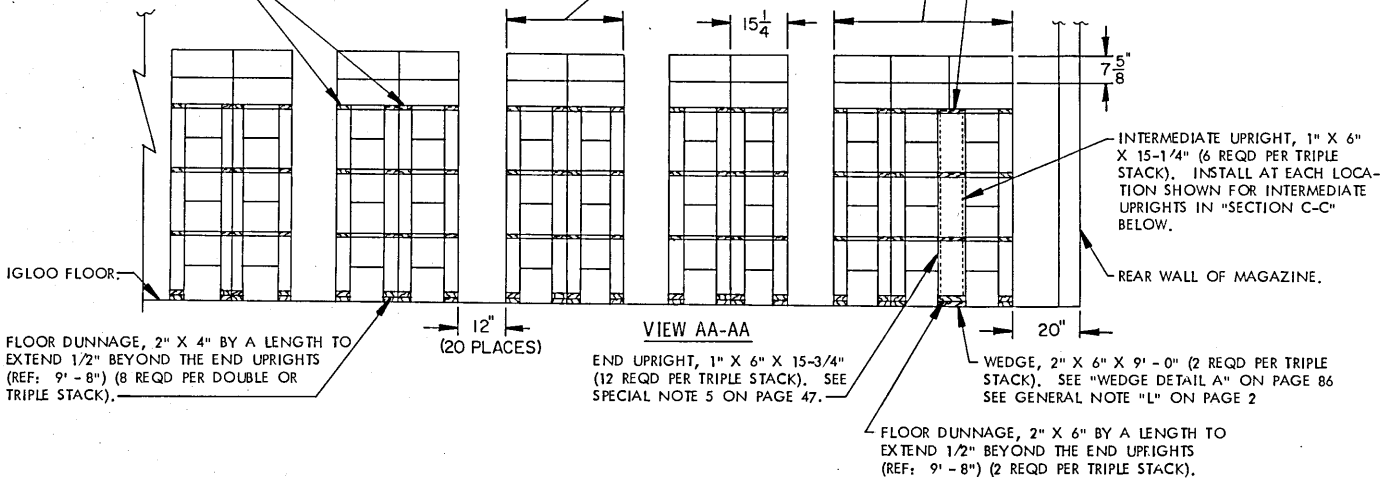 15 1/4
7 5/8"
INTERMEDIATE UPRIGHT, 1" X 6"
X 15-1/4" (6 REQD PER TRIPLE
STACK). INSTALL AT EACH LOCA-
TION SHOWN FOR INTERMEDIATE
UPRIGHTS IN "SECTION C-C"
BELOW.
IGLOO FLOOR.
REAR WALL OF MAGAZINE.
FLOOR DUNNAGE, 2" X 4" BY A LENGTH TO
EXTEND 1/2" BEYOND THE END UPRIGHTS
(REF: 9' - 8") (8 REQD PER DOUBLE OR
TRIPLE STACK).
12"
(20 PLACES)
VIEW AA-AA
20"
END UPRIGHT, 1" X 6" X 15-3/4"
(12 REQD PER TRIPLE STACK). SEE
SPECIAL NOTE 5 ON PAGE 47.
WEDGE, 2" X 6" X 9' - 0" (2 REQD PER TRIPLE
STACK). SEE "WEDGE DETAIL A" ON PAGE 86
SEE GENERAL NOTE "L" ON PAGE 2
FLOOR DUNNAGE, 2" X 6" BY A LENGTH TO
EXTEND 1/2" BEYOND THE END UPRIGHTS
(REF: 9' - 8") (2 REQD PER TRIPLE STACK).